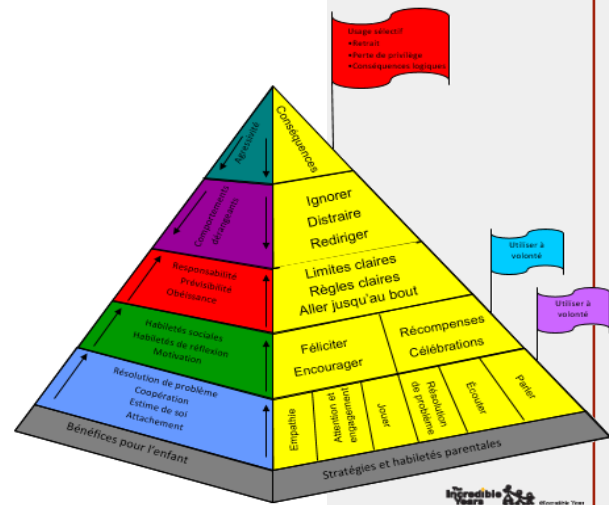 Usage sélectif
•Retrait
•Perte de privilège
•Conséquences logiques
Agressivité
Conséquences
Comportements
dérangeants
Ignorer
Distraire
Rediriger
Utiliser à
volonté
Responsabilité
Prévisibilité
Obéissance
Limites claires
Règles claires
Aller jusqu'au bout
Utiliser à
volonté
Habiletés sociales
Habiletés de réflexion
Motivation
Féliciter
Encourager
Récompenses
Célébrations
Résolution de problème
Coopération
Estime de soi
Attachement
Empathie
Attention et
engagement
Jouer
Résolution
de problème
Écouter
Parler
Bénéfices pour l'enfant
Stratégies et habiletés parentales
The
Incredible
Years
©Incredible Years